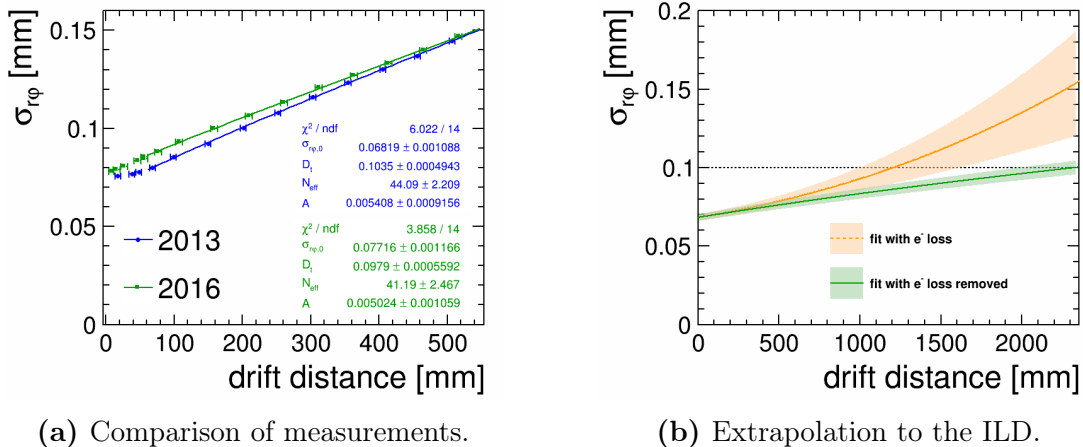 σrφ [mm]
0.15
0.1
0.05
0
χ² / ndf 6.022 / 14
σrφ,0 0.06819 ± 0.001088
Dt 0.1035 ± 0.0004943
Neff 44.09 ± 2.209
A 0.005408 ± 0.0009156
χ² / ndf 3.858 / 14
σrφ,0 0.07716 ± 0.001166
Dt 0.0979 ± 0.0005592
Neff 41.19 ± 2.467
A 0.005024 ± 0.001059
2013
2016
0 100 200 300 400 500
drift distance [mm]
(a) Comparison of measurements.
σrφ [mm]
0.2
0.15
0.1
0.05
0
fit with e⁻ loss
fit with e⁻ loss removed
0 500 1000 1500 2000
drift distance [mm]
(b) Extrapolation to the ILD.